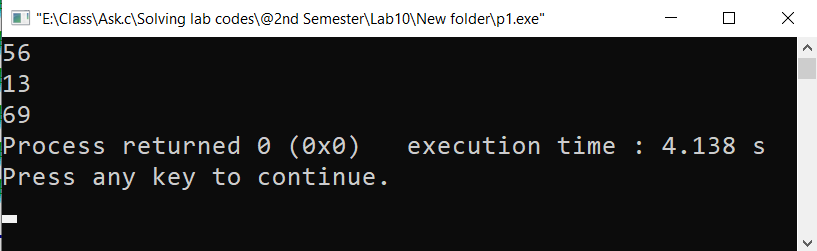 "E:\Class\Ask.c\Solving lab codes\@2nd Semester\Lab10\New folder\p1.exe"
56
13
69
Process returned 0 (0x0)   execution time : 4.138 s
Press any key to continue.